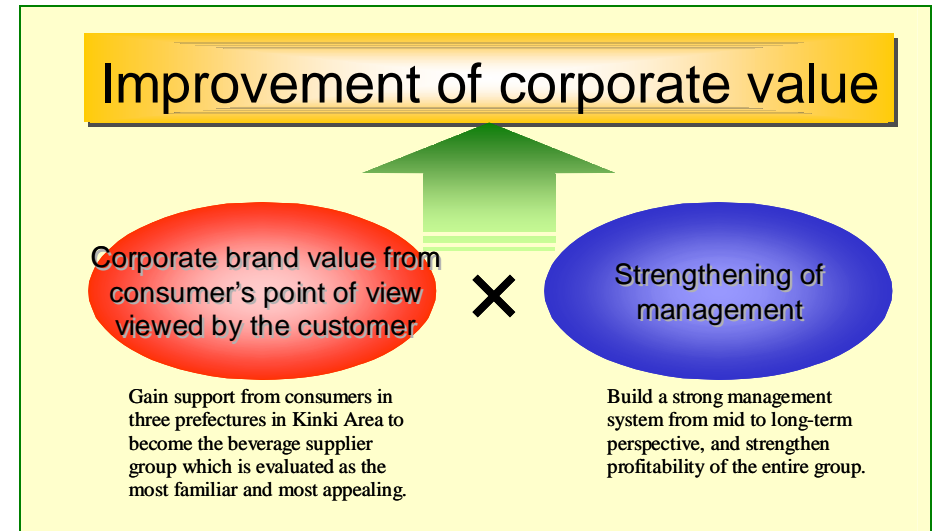 Improvement of corporate value
Corporate brand value from
consumer's point of view
viewed by the customer
×
Strengthening of
management
Gain support from consumers in
three prefectures in Kinki Area to
become the beverage supplier
group which is evaluated as the
most familiar and most appealing.
Build a strong management
system from mid to long-term
perspective, and strengthen
profitability of the entire group.